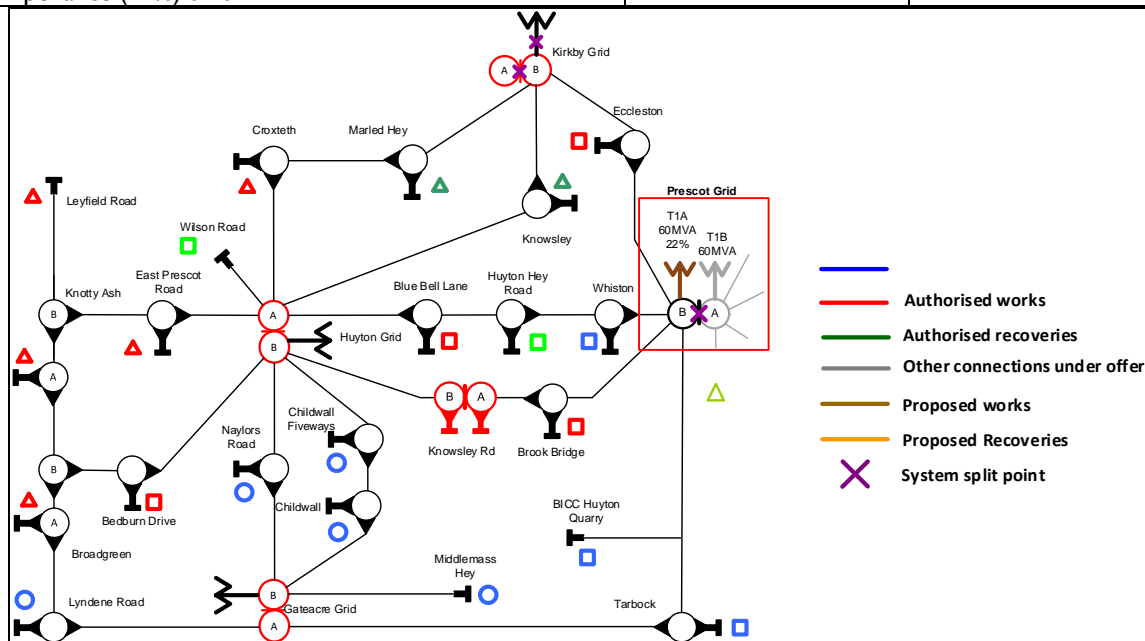 Kirkby Grid
A
B
Eccleston
Croxteth
Marled Hey
Prescot Grid
Leyfield Road
T1A
60MVA
22%
T1B
60MVA
Wilson Road
Knowsley
East Prescot
Road
Knotty Ash
Blue Bell Lane
Huyton Hey
Road
Whiston
B
A
B
A
Authorised works
B
Huyton Grid
Authorised recoveries
Other connections under offer
A
B
A
Proposed works
Childwall
Fiveways
Naylors
Road
Knowsley Rd
Brook Bridge
Proposed Recoveries
System split point
B
Childwall
BICC Huyton
Quarry
Bedburn Drive
A
Broadgreen
Middlemass
Hey
B
Lyndene Road
Gateacre Grid
Tarbock
A